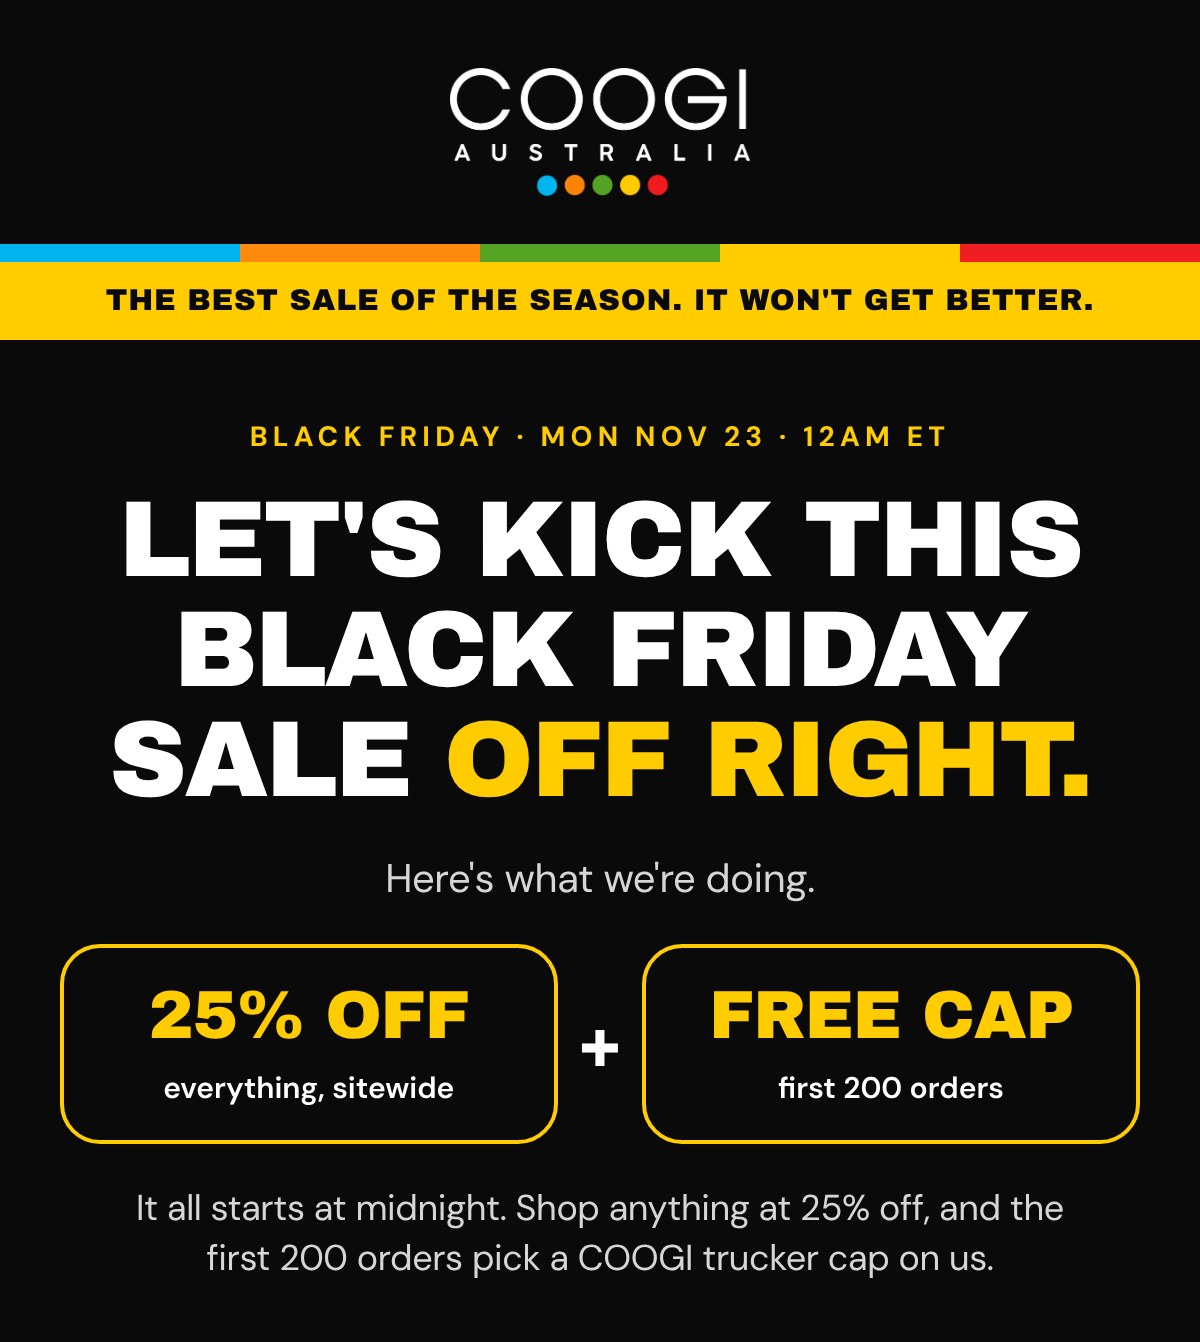 COOGI
AUSTRALIA
THE BEST SALE OF THE SEASON. IT WON'T GET BETTER.
BLACK FRIDAY · MON NOV 23 · 12AM ET
LET'S KICK THIS
BLACK FRIDAY
SALE OFF RIGHT.
Here's what we're doing.
25% OFF
everything, sitewide
+
FREE CAP
first 200 orders
It all starts at midnight. Shop anything at 25% off, and the
first 200 orders pick a COOGI trucker cap on us.